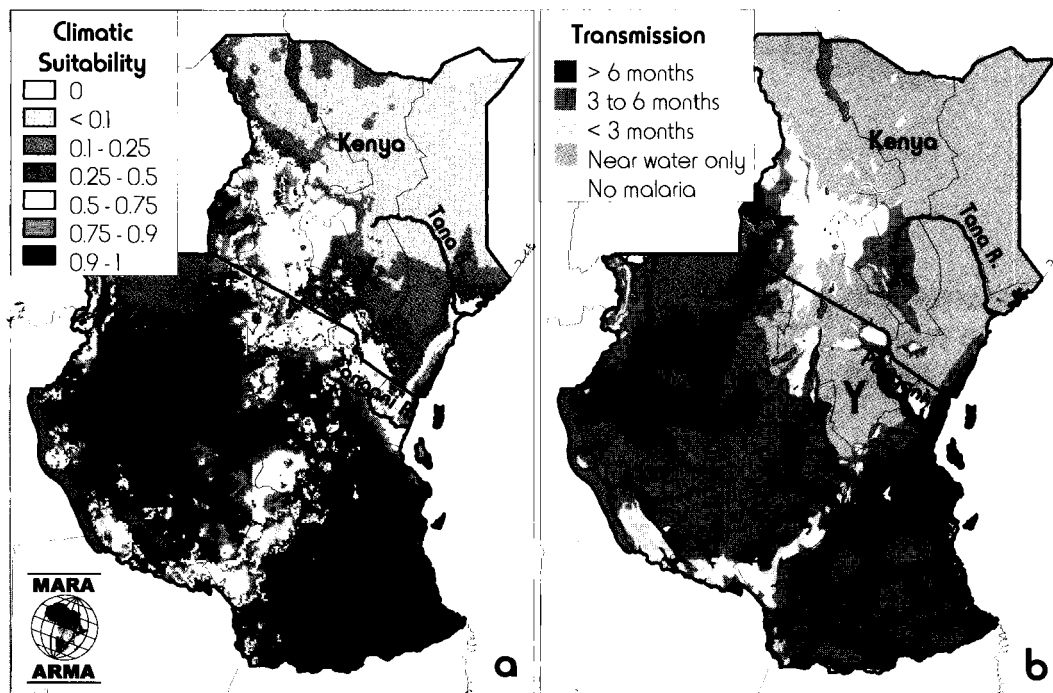 Climatic
Suitability
0
< 0.1
0.1 - 0.25
0.25 - 0.5
0.5 - 0.75
0.75 - 0.9
0.9 - 1
Kenya
Tana
MARA
ARMA
a
Transmission
> 6 months
3 to 6 months
< 3 months
Near water only
No malaria
Kenya
Tana R.
Y
b